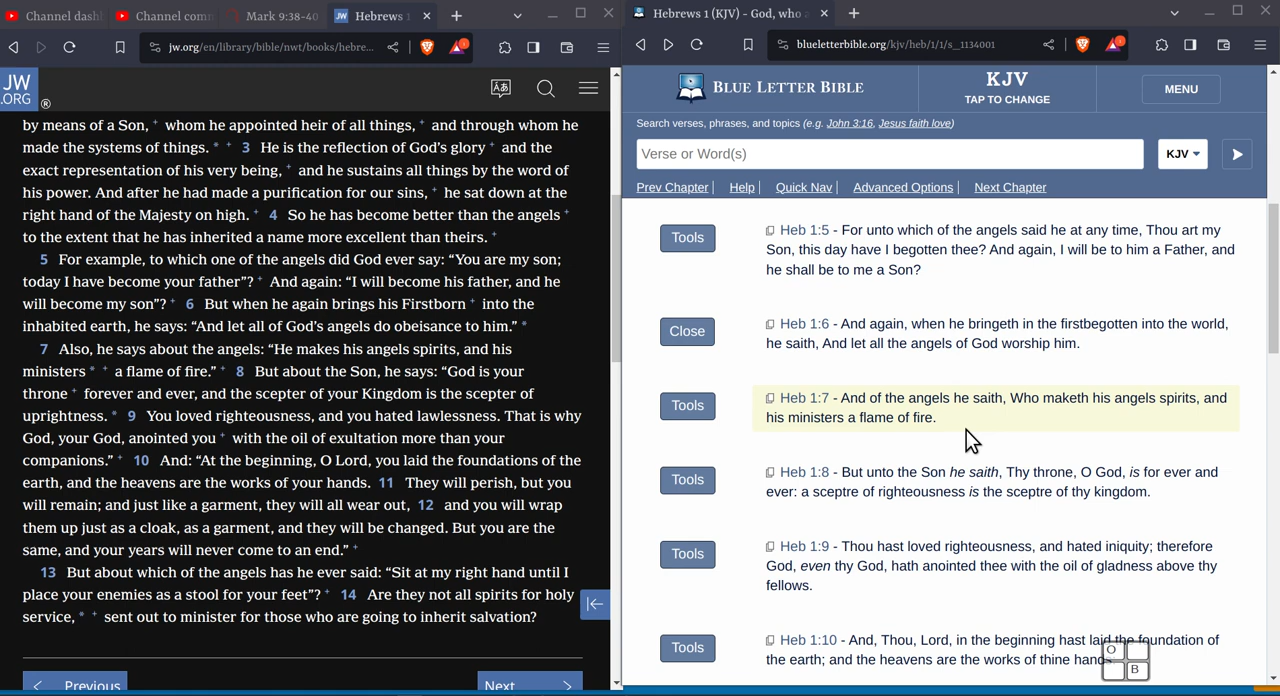 Channel dash
Channel com
Mark 9:38-40
Hebrews 1
jw.org/en/library/bible/nwt/books/hebre...
1
JW
.ORG
®
by means of a Son, + whom he appointed heir of all things, + and through whom he
made the systems of things. * + 3 He is the reflection of God's glory + and the
exact representation of his very being, + and he sustains all things by the word of
his power. And after he had made a purification for our sins, + he sat down at the
right hand of the Majesty on high. + 4 So he has become better than the angels +
to the extent that he has inherited a name more excellent than theirs. +
5 For example, to which one of the angels did God ever say: “You are my son;
today I have become your father”? + And again: “I will become his father, and he
will become my son”? + 6 But when he again brings his Firstborn + into the
inhabited earth, he says: “And let all of God's angels do obeisance to him.” *
7 Also, he says about the angels: “He makes his angels spirits, and his
ministers * + a flame of fire.” + 8 But about the Son, he says: “God is your
throne + forever and ever, and the scepter of your Kingdom is the scepter of
uprightness. + 9 You loved righteousness, and you hated lawlessness. That is why
God, your God, anointed you + with the oil of exultation more than your
companions.” + 10 And: “At the beginning, O Lord, you laid the foundations of the
earth, and the heavens are the works of your hands. 11 They will perish, but you
will remain; and just like a garment, they will all wear out, 12 and you will wrap
them up just as a cloak, as a garment, and they will be changed. But you are the
same, and your years will never come to an end.” +
13 But about which of the angels has he ever said: “Sit at my right hand until I
place your enemies as a stool for your feet”? + 14 Are they not all spirits for holy
service, * + sent out to minister for those who are going to inherit salvation?
Previous
Next
Hebrews 1 (KJV) - God, who a
blueletterbible.org/kjv/heb/1/1/s_1134001
1
BLUE LETTER BIBLE
KJV
TAP TO CHANGE
MENU
Search verses, phrases, and topics (e.g. John 3:16, Jesus faith love)
Verse or Word(s)
KJV
Prev Chapter | Help | Quick Nav | Advanced Options | Next Chapter
Tools
Heb 1:5 - For unto which of the angels said he at any time, Thou art my
Son, this day have I begotten thee? And again, I will be to him a Father, and
he shall be to me a Son?
Close
Heb 1:6 - And again, when he bringeth in the firstbegotten into the world,
he saith, And let all the angels of God worship him.
Tools
Heb 1:7 - And of the angels he saith, Who maketh his angels spirits, and
his ministers a flame of fire.
Tools
Heb 1:8 - But unto the Son he saith, Thy throne, O God, is for ever and
ever: a sceptre of righteousness is the sceptre of thy kingdom.
Tools
Heb 1:9 - Thou hast loved righteousness, and hated iniquity; therefore
God, even thy God, hath anointed thee with the oil of gladness above thy
fellows.
Tools
Heb 1:10 - And, Thou, Lord, in the beginning hast laid the foundation of
the earth; and the heavens are the works of thine hands
O
B